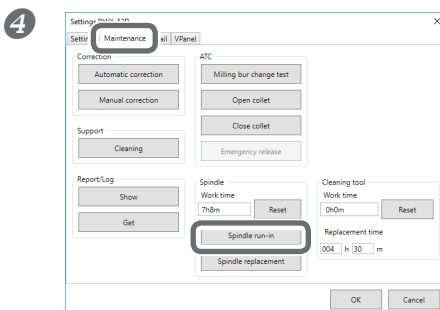 4
Settings DWX-42D
Maintenance
ail
VPanel
Correction
Automatic correction
Manual correction
Support
Cleaning
Report/Log
Show
Get
ATC
Milling bur change test
Open collet
Close collet
Emergency release
Spindle
Work time
7h8m
Reset
Spindle run-in
Spindle replacement
Cleaning tool
Work time
0h0m
Reset
Replacement time
004 h 30 m
OK
Cancel